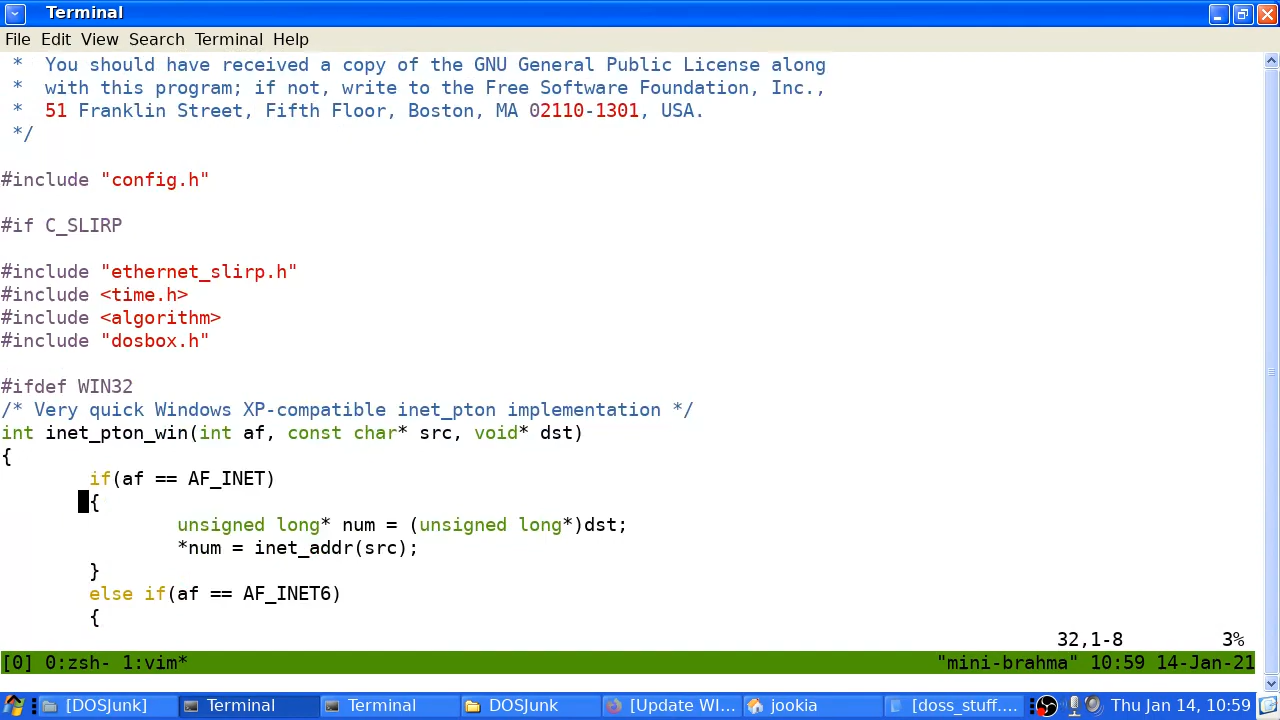 Terminal
File Edit View Search Terminal Help
 *  You should have received a copy of the GNU General Public License along
 *  with this program; if not, write to the Free Software Foundation, Inc.,
 *  51 Franklin Street, Fifth Floor, Boston, MA 02110-1301, USA.
 */
#include "config.h"
#if C_SLIRP
#include "ethernet_slirp.h"
#include <time.h>
#include <algorithm>
#include "dosbox.h"
#ifdef WIN32
/* Very quick Windows XP-compatible inet_pton implementation */
int inet_pton_win(int af, const char* src, void* dst)
{
        if(af == AF_INET)
        {
                unsigned long* num = (unsigned long*)dst;
                *num = inet_addr(src);
        }
        else if(af == AF_INET6)
        {
32,1-8 3%
[0] 0:zsh- 1:vim* "mini-brahma" 10:59 14-Jan-21
[DOSJunk] Terminal Terminal DOSJunk [Update WI... jookia [doss_stuff.... Thu Jan 14, 10:59